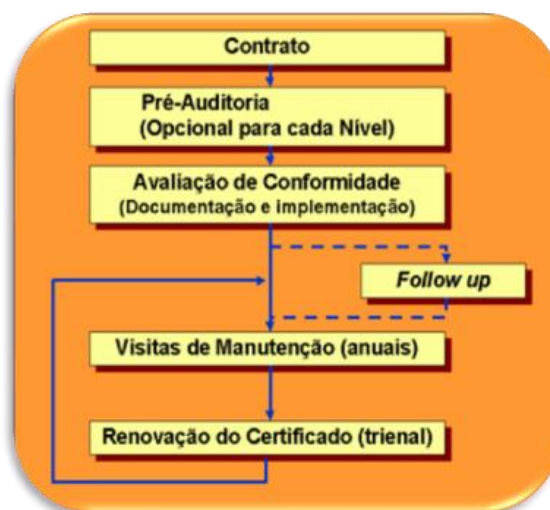 Contrato
Pré-Auditoria
(Opcional para cada Nível)
Avaliação de Conformidade
(Documentação e implementação)
Follow up
Visitas de Manutenção (anuais)
Renovação do Certificado (trienal)